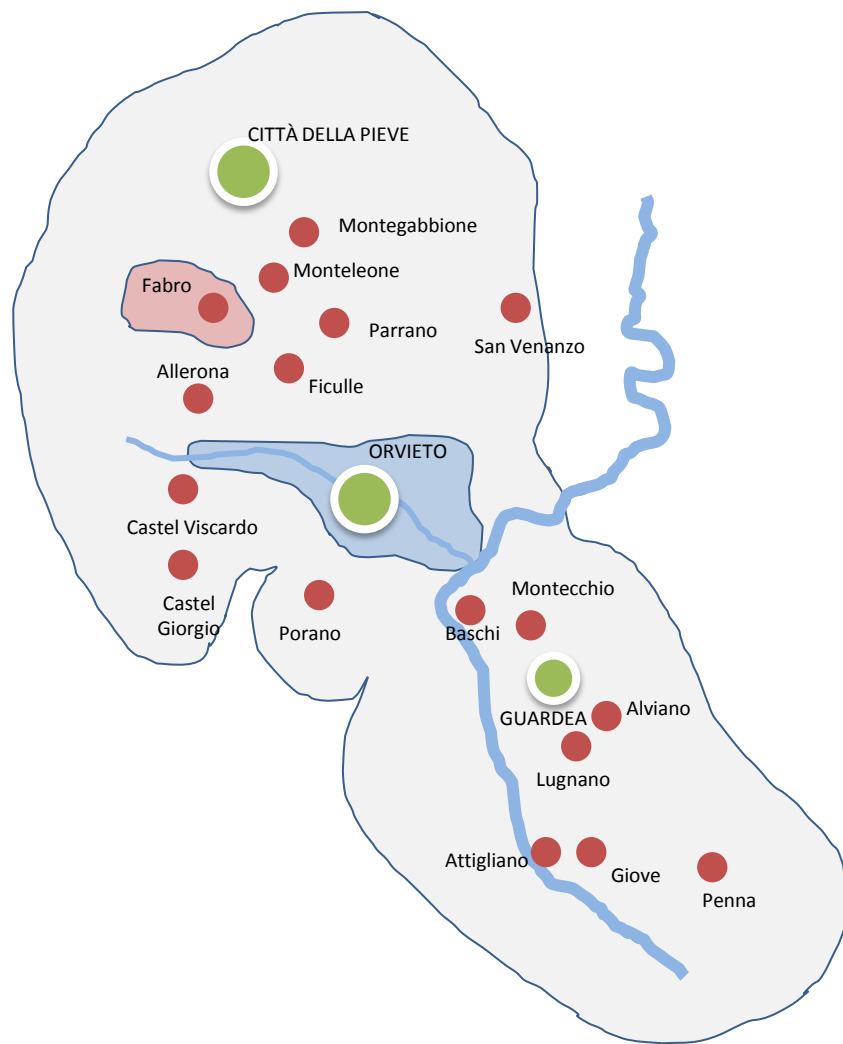 CITTÀ DELLA PIEVE
Montegabbione
Monteleone
Fabro
Parrano
San Venanzo
Allerona
Ficulle
ORVIETO
Castel Viscardo
Montecchio
Castel
Giorgio
Porano
Baschi
Alviano
GUARDEA
Lugnano
Attigliano
Giove
Penna